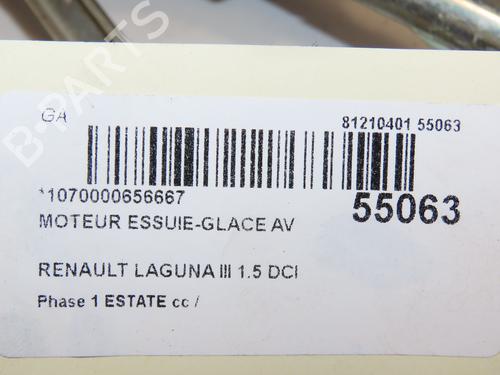 GA
81210401 55063
*1070000656667
55063
MOTEUR ESSUIE-GLACE AV
RENAULT LAGUNA III 1.5 DCI
Phase 1 ESTATE cc /
B-PARTS